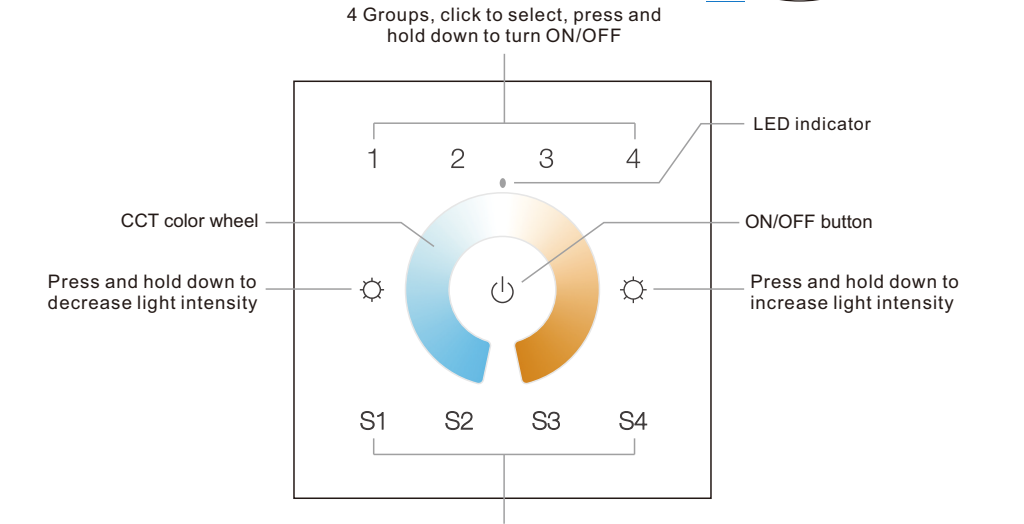 4 Groups, click to select, press and
hold down to turn ON/OFF
LED indicator
1 2 3 4
CCT color wheel
ON/OFF button
Press and hold down to
decrease light intensity
Press and hold down to
increase light intensity
S1 S2 S3 S4